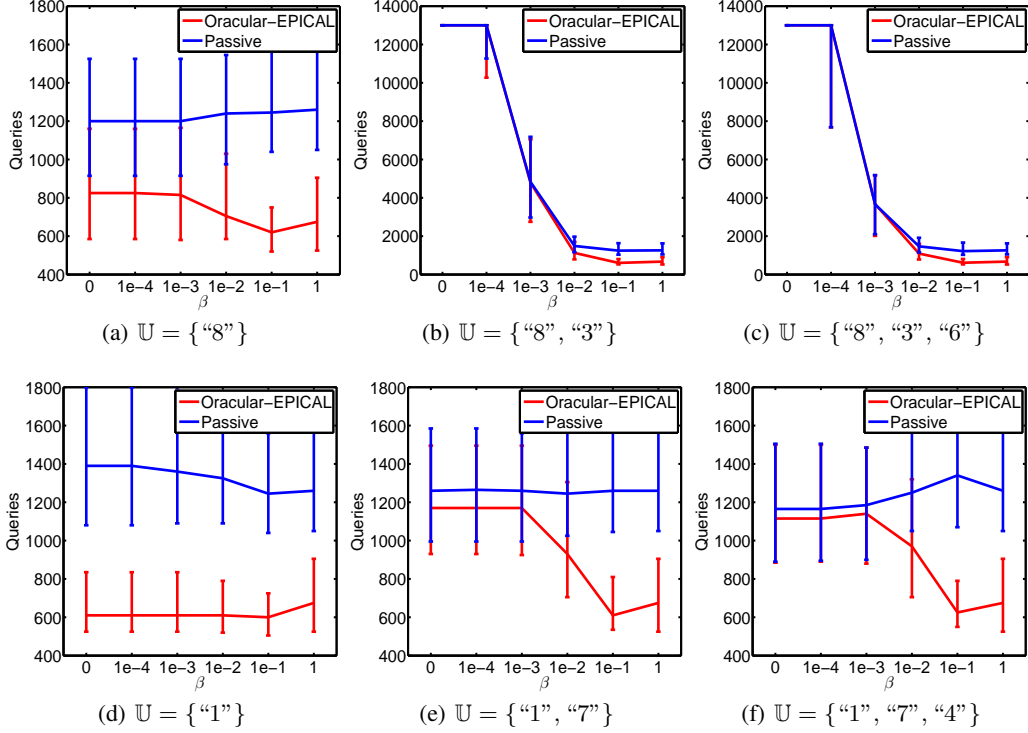 1800
1600
1400
1200
1000
800
600
400
Queries
0 1e−4 1e−3 1e−2 1e−1 1
β
Oracular−EPICAL
Passive
(a) 𝕌 = {“8”}
14000
12000
10000
8000
6000
4000
2000
0
Queries
0 1e−4 1e−3 1e−2 1e−1 1
β
Oracular−EPICAL
Passive
(b) 𝕌 = {“8”, “3”}
14000
12000
10000
8000
6000
4000
2000
0
Queries
0 1e−4 1e−3 1e−2 1e−1 1
β
Oracular−EPICAL
Passive
(c) 𝕌 = {“8”, “3”, “6”}
1800
1600
1400
1200
1000
800
600
400
Queries
0 1e−4 1e−3 1e−2 1e−1 1
β
Oracular−EPICAL
Passive
(d) 𝕌 = {“1”}
1800
1600
1400
1200
1000
800
600
400
Queries
0 1e−4 1e−3 1e−2 1e−1 1
β
Oracular−EPICAL
Passive
(e) 𝕌 = {“1”, “7”}
1800
1600
1400
1200
1000
800
600
400
Queries
0 1e−4 1e−3 1e−2 1e−1 1
β
Oracular−EPICAL
Passive
(f) 𝕌 = {“1”, “7”, “4”}